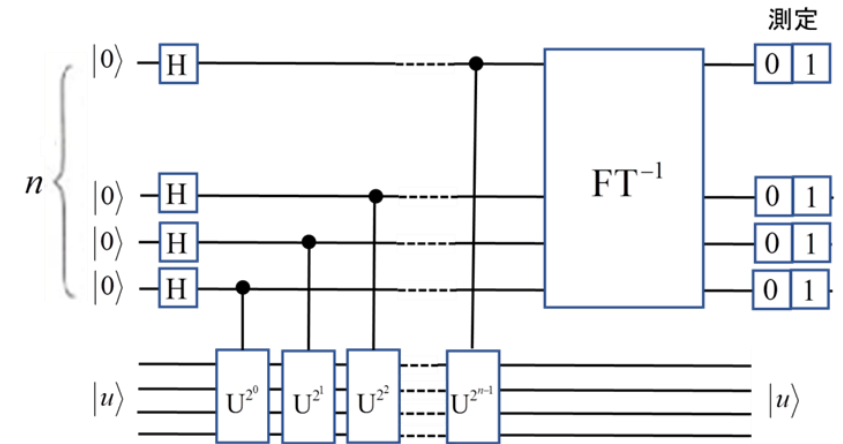 測定
|0⟩ H 0 1
n
|0⟩ H FT⁻¹ 0 1
|0⟩ H 0 1
|0⟩ H 0 1
|u⟩ U^{2^0} U^{2^1} U^{2^2} U^{2^{n-1}} |u⟩